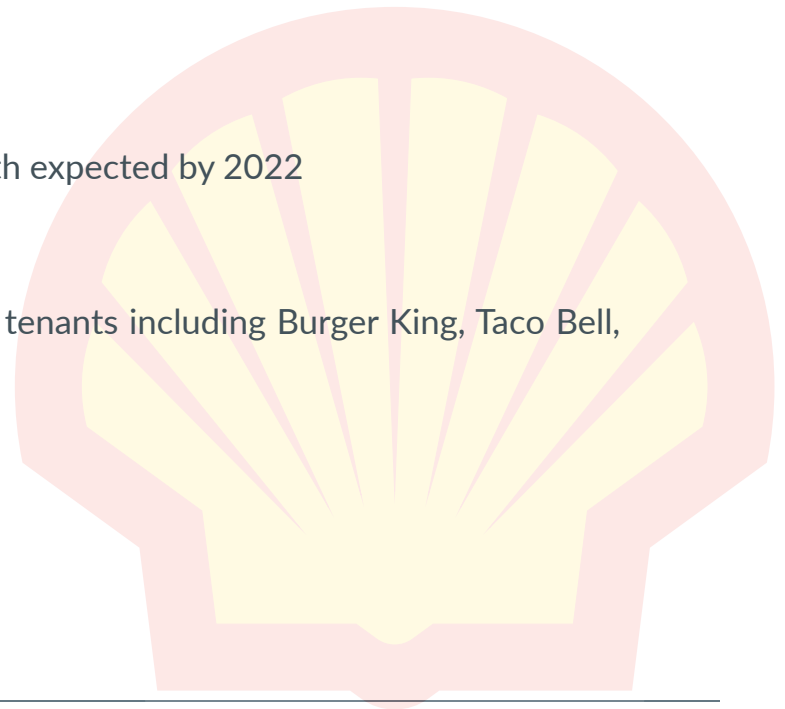 th expected by 2022
tenants including Burger King, Taco Bell,